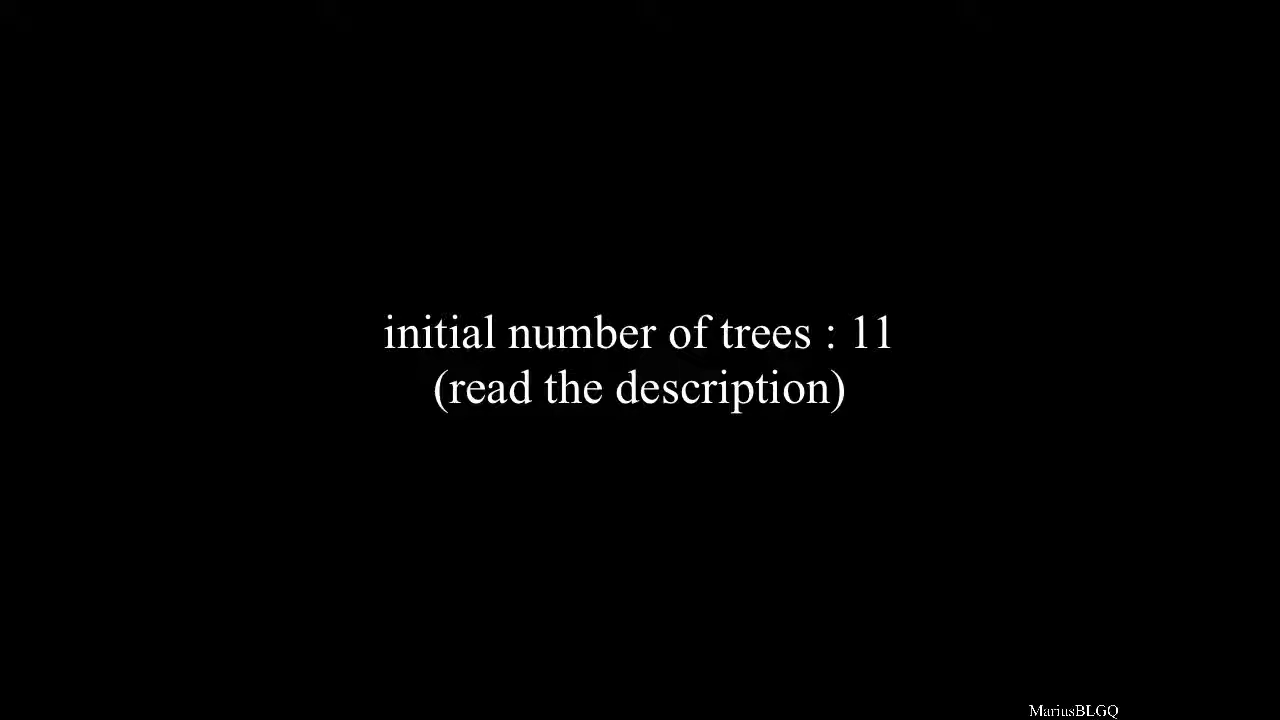 initial number of trees : 11
(read the description)
MariusBLGQ